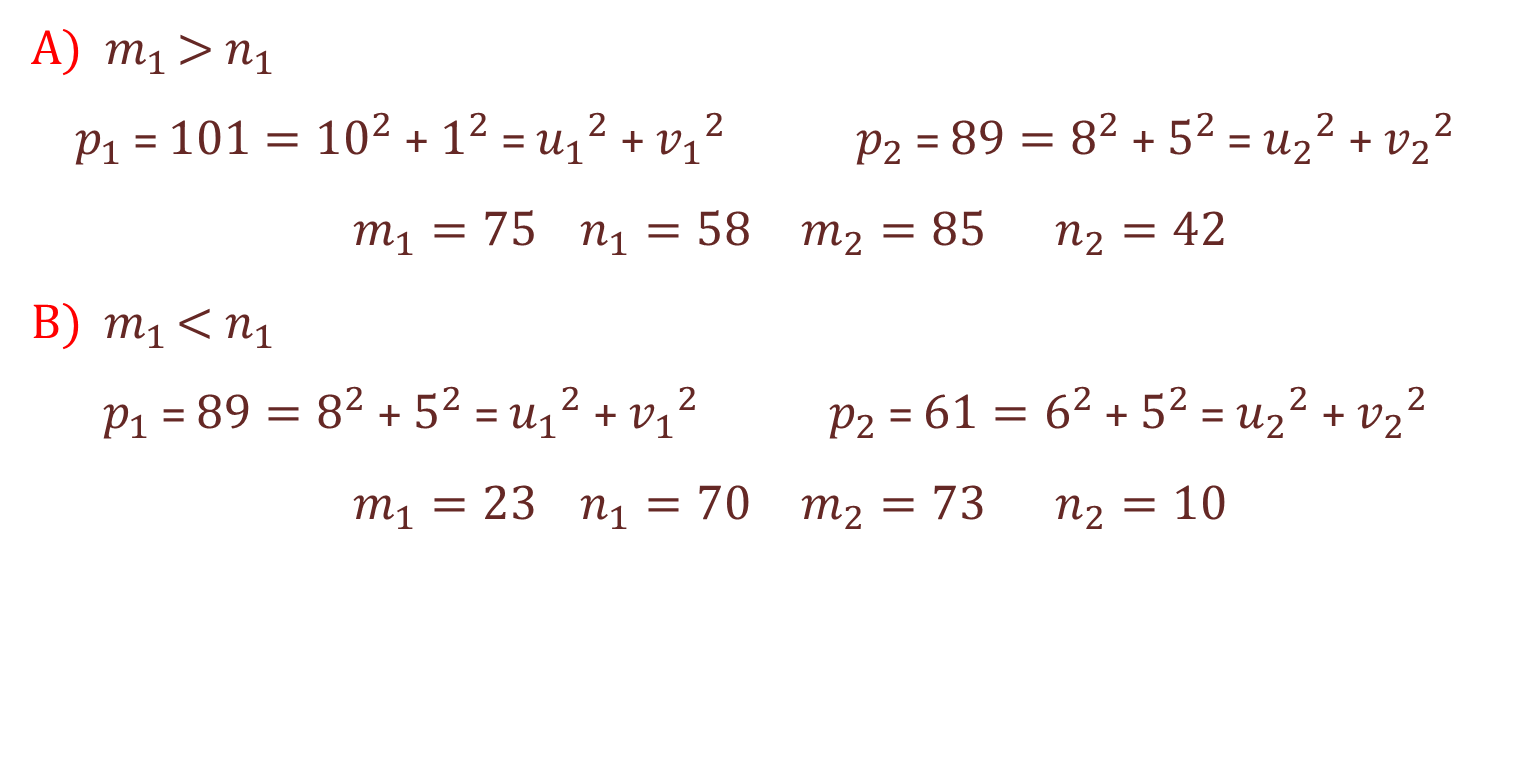 A) m₁ > n₁
p₁ = 101 = 10² + 1² = u₁² + v₁² p₂ = 89 = 8² + 5² = u₂² + v₂²
m₁ = 75 n₁ = 58 m₂ = 85 n₂ = 42
B) m₁ < n₁
p₁ = 89 = 8² + 5² = u₁² + v₁² p₂ = 61 = 6² + 5² = u₂² + v₂²
m₁ = 23 n₁ = 70 m₂ = 73 n₂ = 10